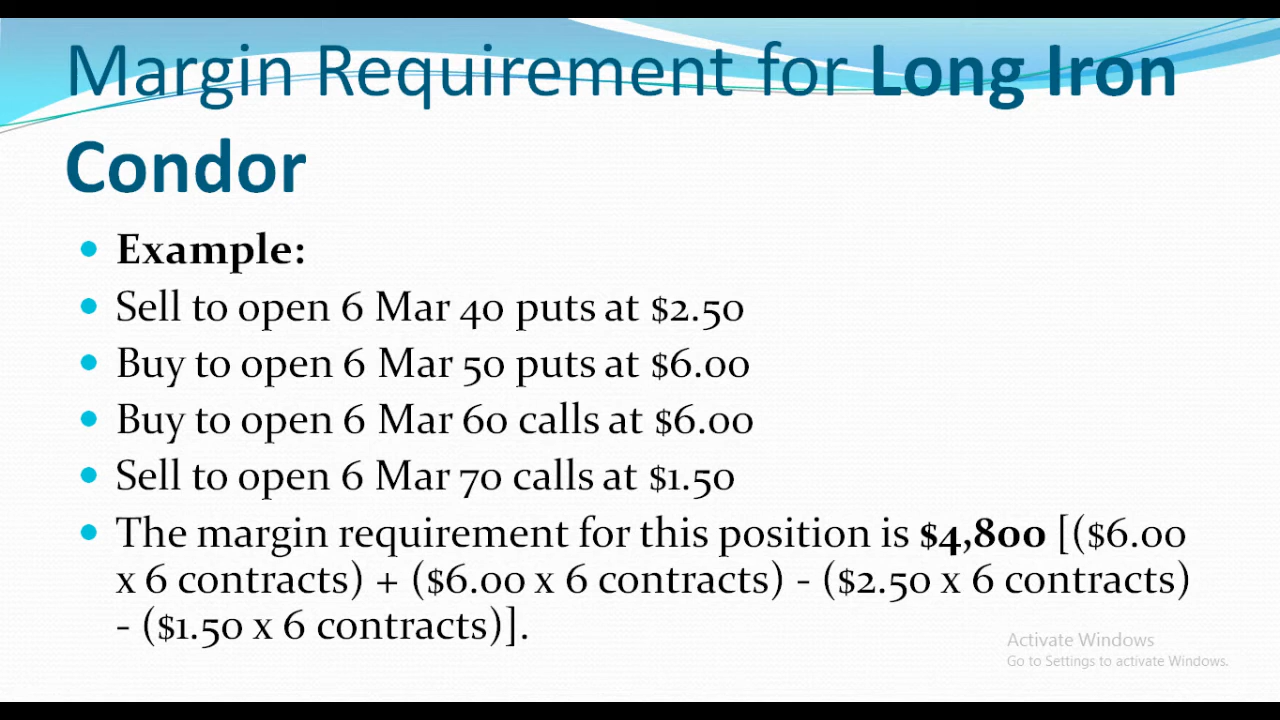 Margin Requirement for Long Iron
Condor
• Example:
• Sell to open 6 Mar 40 puts at $2.50
• Buy to open 6 Mar 50 puts at $6.00
• Buy to open 6 Mar 60 calls at $6.00
• Sell to open 6 Mar 70 calls at $1.50
• The margin requirement for this position is $4,800 [($6.00
x 6 contracts) + ($6.00 x 6 contracts) - ($2.50 x 6 contracts)
- ($1.50 x 6 contracts)].
Activate Windows
Go to Settings to activate Windows.